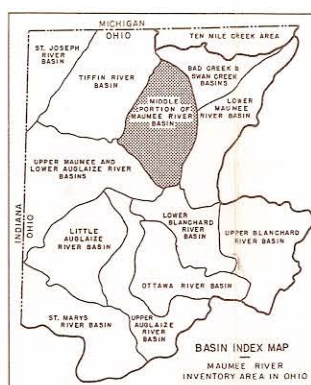 MICHIGAN
OHIO
TEN MILE CREEK AREA
ST. JOSEPH
RIVER
BASIN
TIFFIN RIVER
BASIN
BAD CREEK &
SWAN CREEK
BASINS
MIDDLE
PORTION OF
MAUMEE RIVER
BASIN
LOWER
MAUMEE
RIVER BASIN
UPPER MAUMEE AND
LOWER AUGLAIZE RIVER
BASINS
INDIANA
OHIO
LITTLE
AUGLAIZE
RIVER BASIN
LOWER
BLANCHARD
RIVER BASIN
UPPER BLANCHARD
RIVER BASIN
OTTAWA RIVER BASIN
ST. MARYS
RIVER BASIN
UPPER
AUGLAIZE
RIVER BASIN
BASIN INDEX MAP
MAUMEE RIVER
INVENTORY AREA IN OHIO